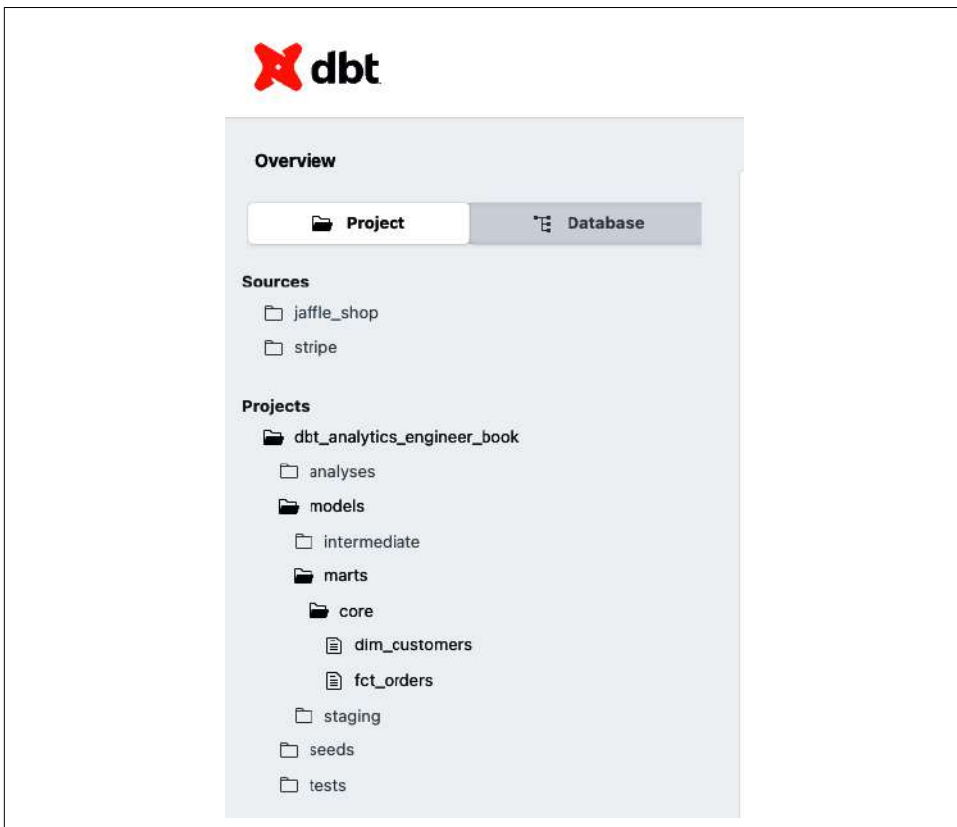 dbt
Overview
Project Database
Sources
jaffle_shop
stripe
Projects
dbt_analytics_engineer_book
analyses
models
intermediate
marts
core
dim_customers
fct_orders
staging
seeds
tests